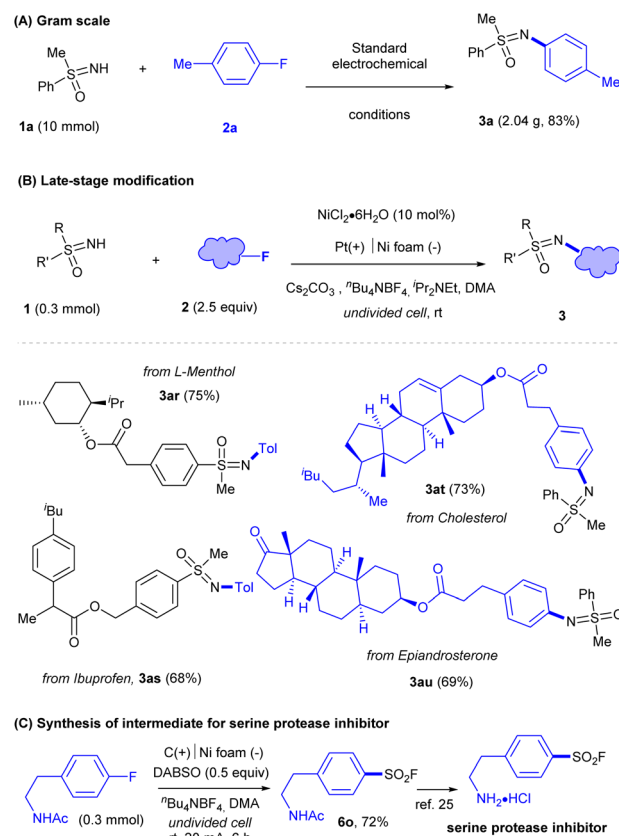 (A) Gram scale
Me
Ph
S
NH
O
1a (10 mmol)
+
Me
F
2a
Standard
electrochemical
conditions
Me
Ph
S
N
O
Me
3a (2.04 g, 83%)
(B) Late-stage modification
R
R'
S
NH
O
1 (0.3 mmol)
+
F
2 (2.5 equiv)
NiCl2•6H2O (10 mol%)
Pt(+) | Ni foam (-)
Cs2CO3 , nBu4NBF4, iPr2NEt, DMA
undivided cell, rt
R
R'
S
N
O
3
from L-Menthol
3ar (75%)
Me
iPr
O
O
O
S
N
Tol
Me
H
H
H
iBu
Me
O
O
N
Ph
S
O
Me
3at (73%)
from Cholesterol
iBu
Me
O
O
O
Me
S
N
Tol
from Ibuprofen, 3as (68%)
O
H
H
H
H
O
O
N
Ph
S
O
Me
from Epiandrosterone
3au (69%)
(C) Synthesis of intermediate for serine protease inhibitor
F
NHAc
(0.3 mmol)
C(+) | Ni foam (-)
DABSO (0.5 equiv)
nBu4NBF4, DMA
undivided cell
SO2F
NHAc
6o, 72%
ref. 25
SO2F
NH2•HCl
serine protease inhibitor